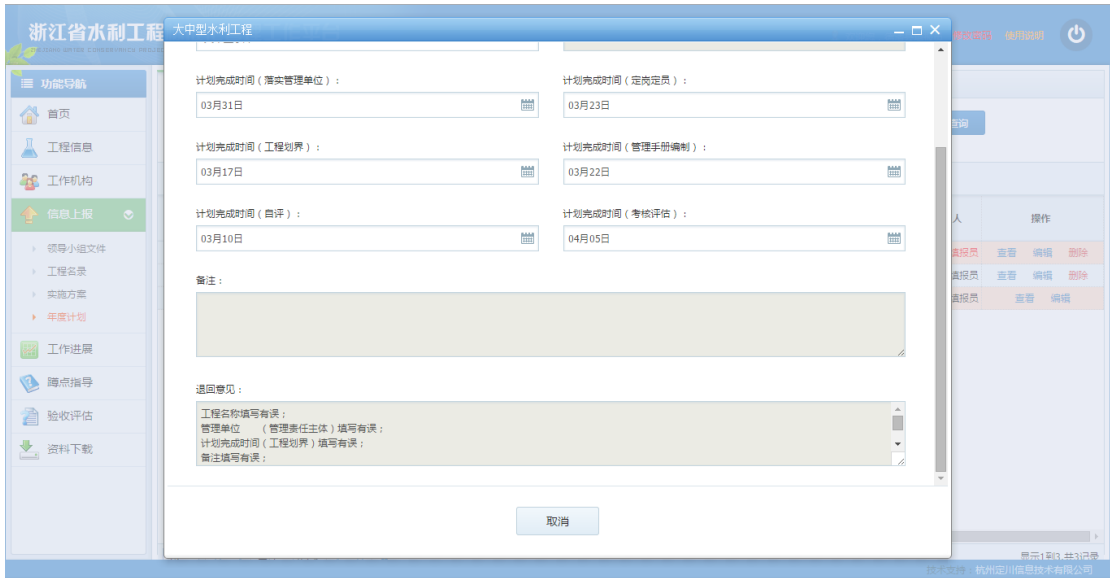 浙江省水利工程
大中型水利工程
使用说明
功能导航
首页
工程信息
工作机构
信息上报
领导小组文件
工程名录
实施方案
年度计划
工作进展
蹲点指导
验收评估
资料下载
计划完成时间（落实管理单位）：
计划完成时间（定岗定员）：
03月31日
03月23日
计划完成时间（工程划界）：
计划完成时间（管理手册编制）：
03月17日
03月22日
计划完成时间（自评）：
计划完成时间（考核评估）：
03月10日
04月05日
备注：
退回意见：
工程名称填写有误；
管理单位 （管理责任主体）填写有误；
计划完成时间（工程划界）填写有误；
备注填写有误；
取消
查询
人 操作
填报员 查看 编辑 删除
填报员 查看 编辑 删除
填报员 查看 编辑
显示1到3,共3记录
技术支持：杭州定川信息技术有限公司